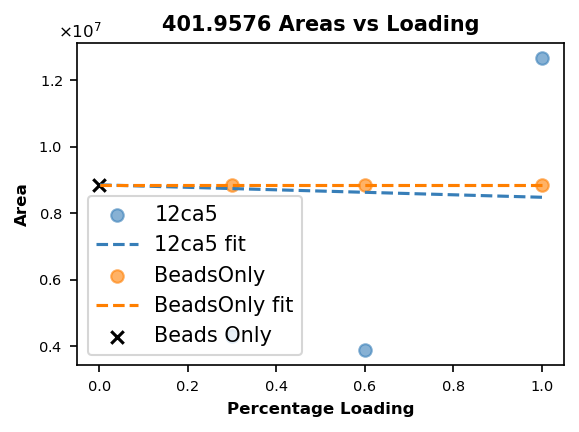 401.9576 Areas vs Loading
×10⁷
1.2
1.0
0.8
0.6
0.4
Area
12ca5
12ca5 fit
BeadsOnly
BeadsOnly fit
Beads Only
0.0 0.2 0.4 0.6 0.8 1.0
Percentage Loading